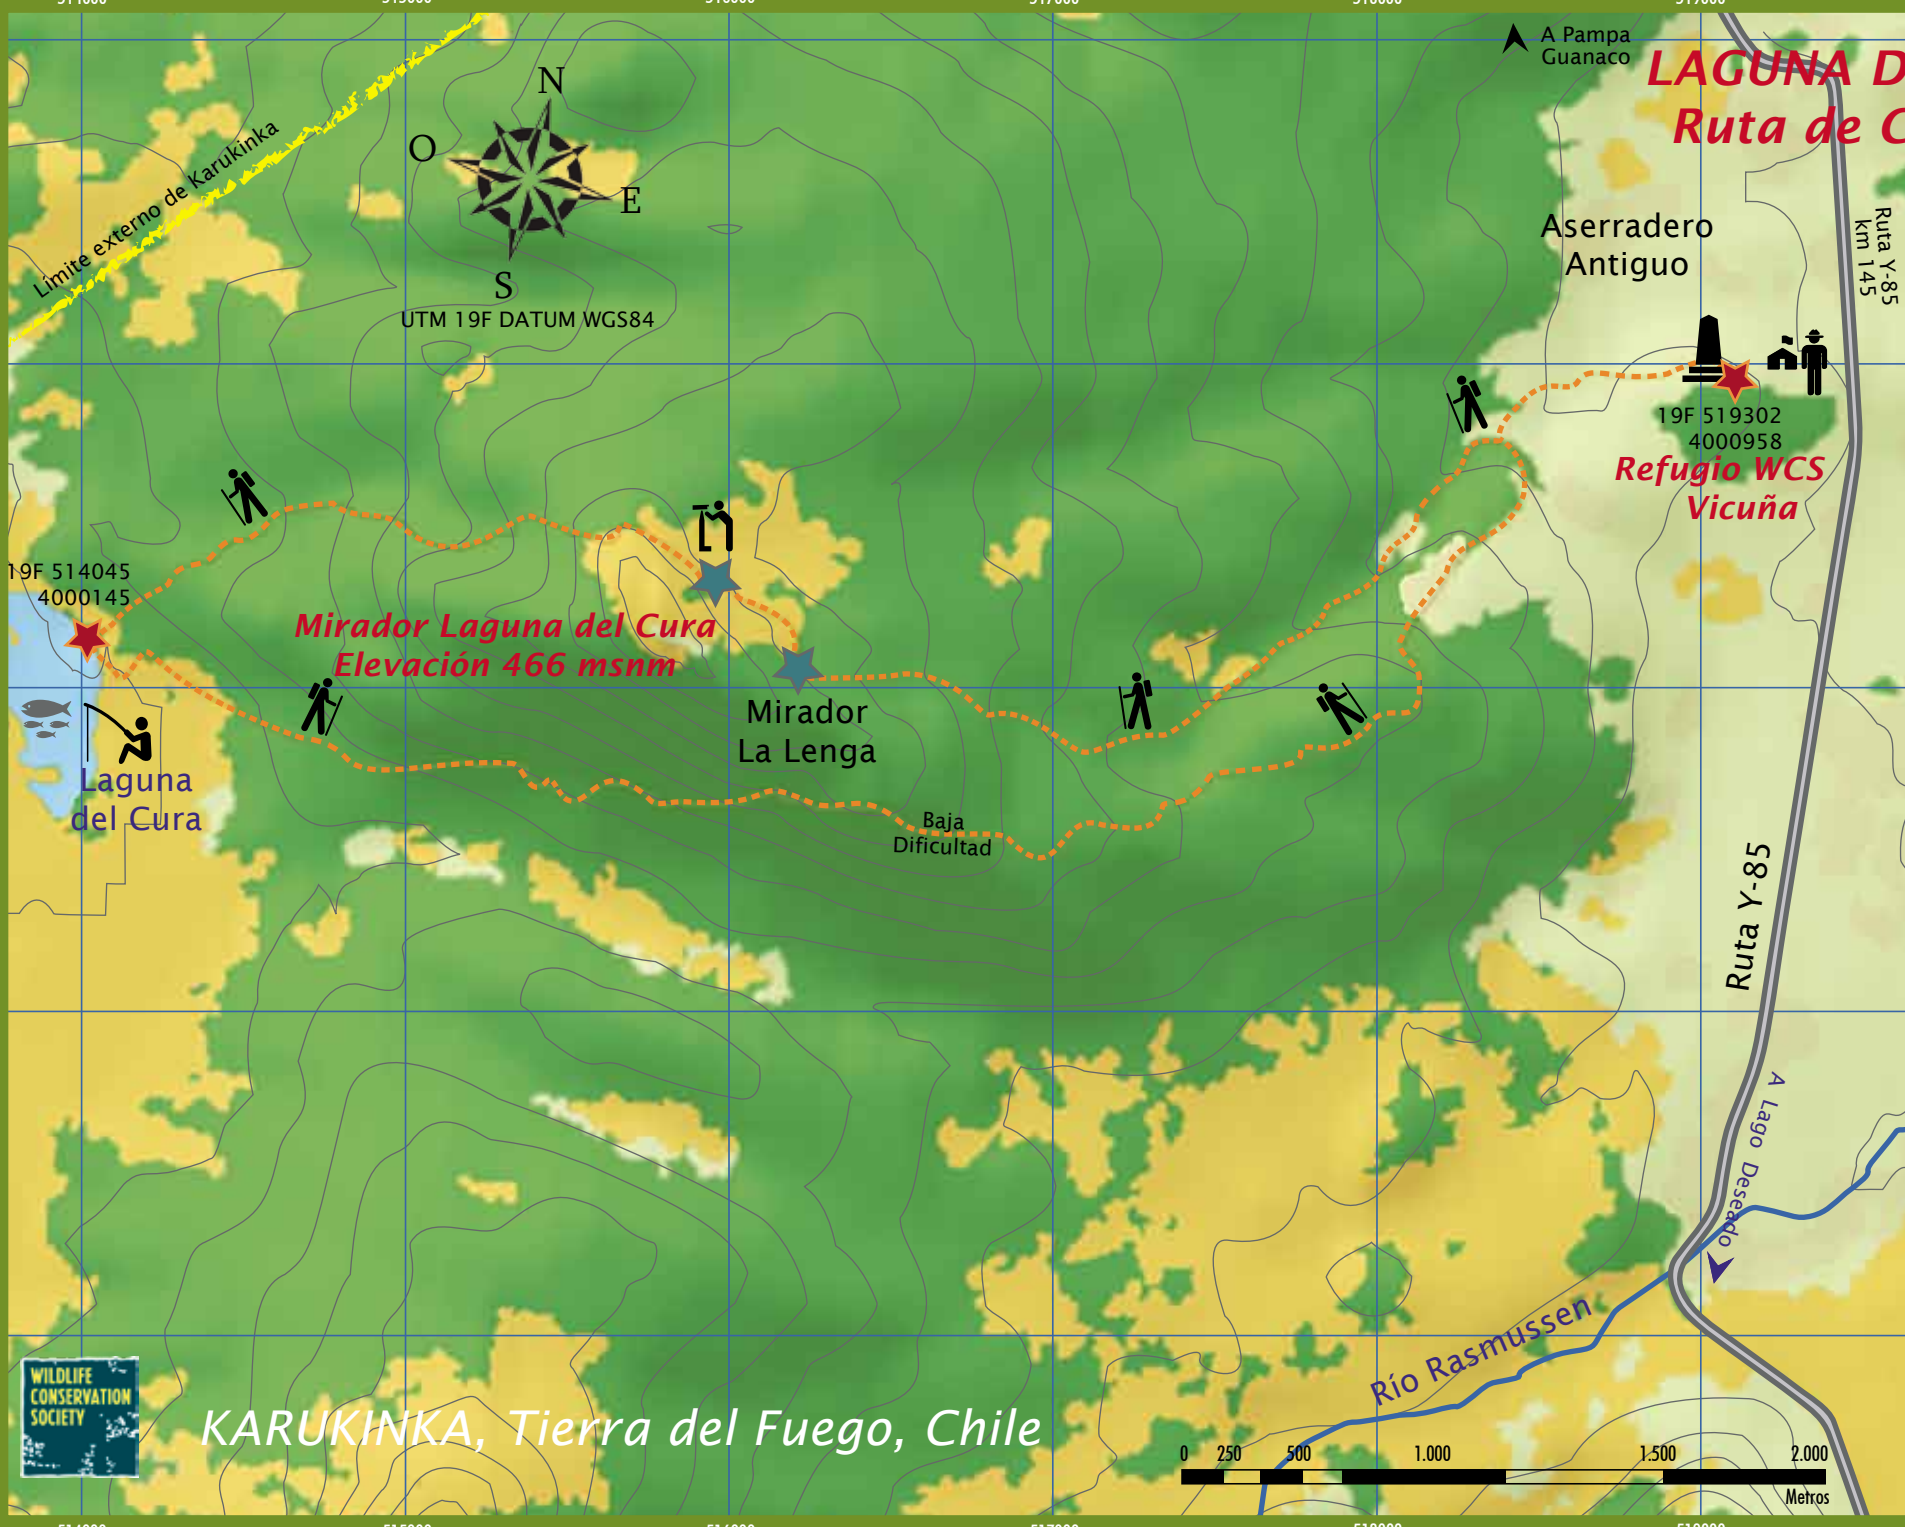 A Pampa
Guanaco
LAGUNA D
Ruta de C
N
O
E
S
UTM 19F DATUM WGS84
Límite externo de Karukinka
Aserradero
Antiguo
Ruta Y-85
km 145
19F 519302
4000958
Refugio WCS
Vicuña
19F 514045
4000145
Mirador Laguna del Cura
Elevación 466 msnm
Mirador
La Lenga
Laguna
del Cura
Baja
Dificultad
Ruta Y-85
A Lago Deseado
Río Rasmussen
WILDLIFE
CONSERVATION
SOCIETY
KARUKINKA, Tierra del Fuego, Chile
0 250 500 1.000 1.500 2.000
Metros